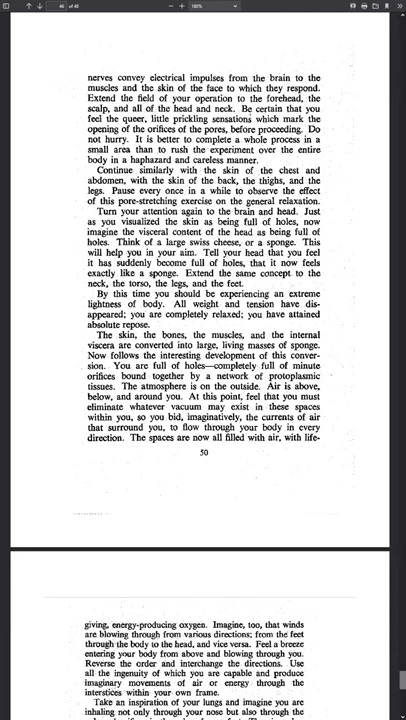 46 of 48
180%
nerves convey electrical impulses from the brain to the
muscles and the skin of the face to which they respond.
Extend the field of your operation to the forehead, the
scalp, and all of the head and neck. Be certain that you
feel the queer, little prickling sensations which mark the
opening of the orifices of the pores, before proceeding. Do
not hurry. It is better to complete a whole process in a
small area than to rush the experiment over the entire
body in a haphazard and careless manner.
Continue similarly with the skin of the chest and
abdomen, with the skin of the back, the thighs, and the
legs. Pause every once in a while to observe the effect
of this pore-stretching exercise on the general relaxation.
Turn your attention again to the brain and head. Just
as you visualized the skin as being full of holes, now
imagine the visceral content of the head as being full of
holes. Think of a large swiss cheese, or a sponge. This
will help you in your aim. Tell your head that you feel
it has suddenly become full of holes, that it now feels
exactly like a sponge. Extend the same concept to the
neck, the torso, the legs, and the feet.
By this time you should be experiencing an extreme
lightness of body. All weight and tension have dis-
appeared; you are completely relaxed; you have attained
absolute repose.
The skin, the bones, the muscles, and the internal
viscera are converted into large, living masses of sponge.
Now follows the interesting development of this conver-
sion. You are full of holes—completely full of minute
orifices bound together by a network of protoplasmic
tissues. The atmosphere is on the outside. Air is above,
below, and around you. At this point, feel that you must
eliminate whatever vacuum may exist in these spaces
within you, so you bid, imaginatively, the currents of air
that surround you, to flow through your body in every
direction. The spaces are now all filled with air, with life-
50
giving, energy-producing oxygen. Imagine, too, that winds
are blowing through from various directions; from the feet
through the body to the head, and vice versa. Feel a breeze
entering your body from above and blowing through you.
Reverse the order and interchange the directions. Use
all the ingenuity of which you are capable and produce
imaginary movements of air or energy through the
interstices within your own frame.
Take an inspiration of your lungs and imagine you are
inhaling not only through your nose but also through the